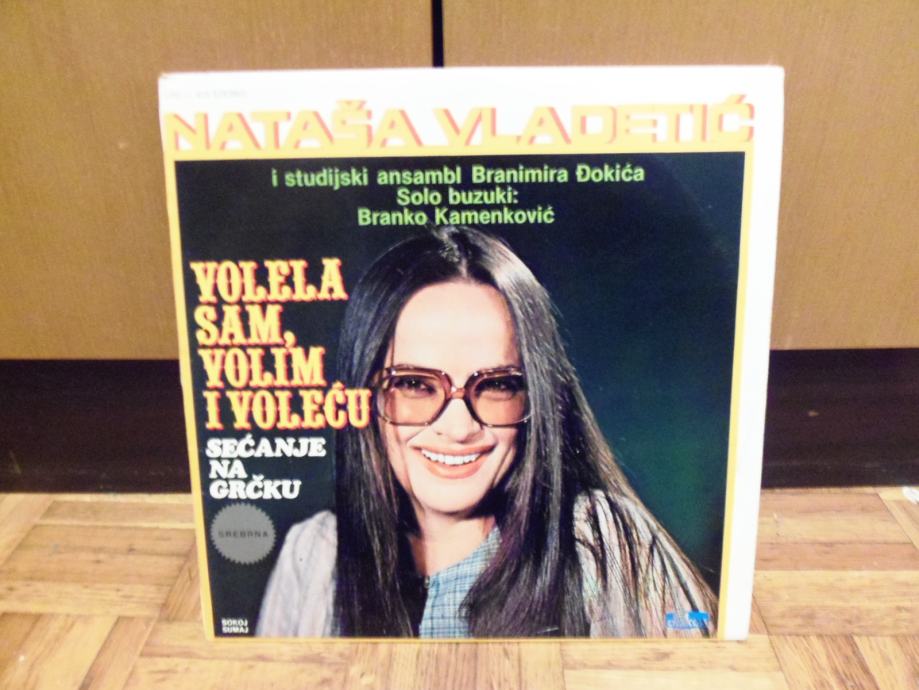 NATAŠA VLADETIĆ
i studijski ansambl Branimira Đokića
Solo buzuki:
Branko Kamenković
VOLELA
SAM,
VOLIM
I VOLEĆU
SEĆANJE
NA
GRČKU
SREBRNA
SOKOJ
SUMAJ